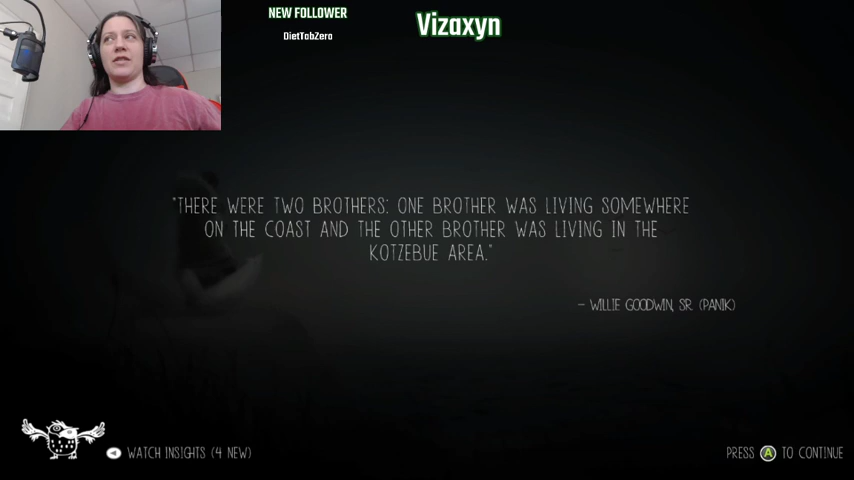 NEW FOLLOWER
DietTabZero
Vizaxyn
"THERE WERE TWO BROTHERS: ONE BROTHER WAS LIVING SOMEWHERE
ON THE COAST AND THE OTHER BROTHER WAS LIVING IN THE
KOTZEBUE AREA."
– WILLIE GOODWIN, SR. (PANIK)
WATCH INSIGHTS (4 NEW)
PRESS A TO CONTINUE